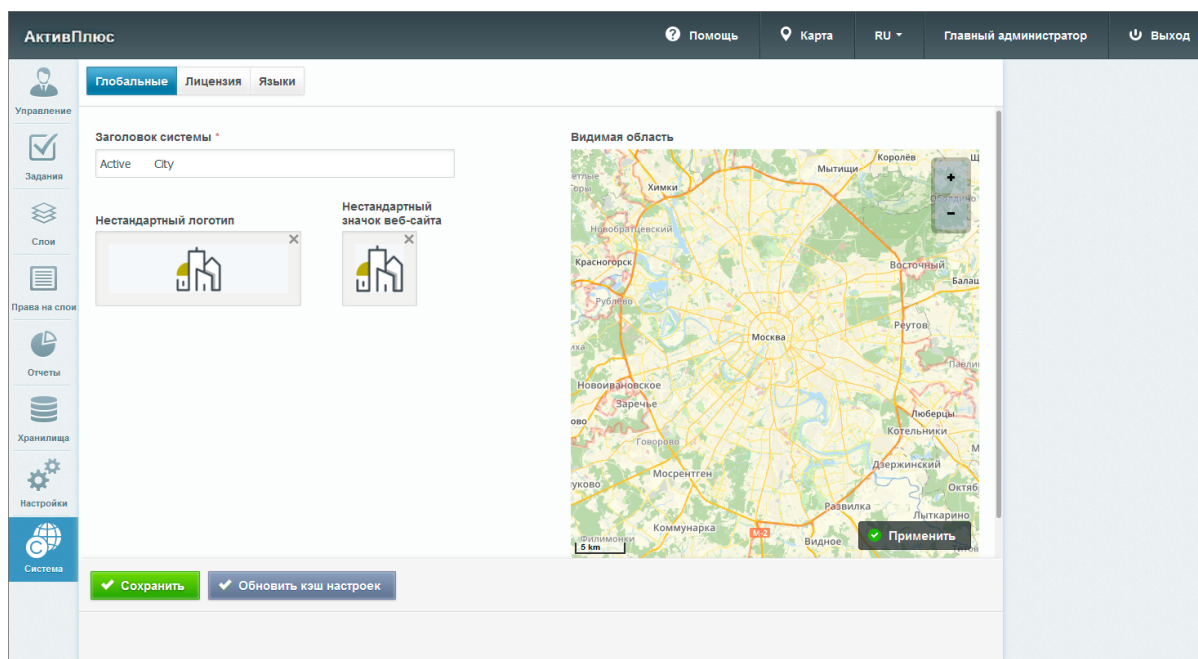 АктивПлюс
Помощь
Карта
RU
Главный администратор
Выход
Управление
Задания
Слои
Права на слои
Отчеты
Хранилища
Настройки
Система
Глобальные Лицензия Языки
Заголовок системы *
Active City
Нестандартный логотип
Нестандартный
значок веб-сайта
Видимая область
Королёв
Мытищи
Химки
Новобратцевский
Красногорск
Восточный
Балаш
Рублёво
Реутов
Москва
Новоивановское
Заречье
Люберцы
Котельники
Говорово
Дзержинский
Мосрентген
Октяб
Развилка
Лыткарино
Коммунарка
М-2
Видное
Филимонки
5 km
+
-
Применить
Сохранить
Обновить кэш настроек